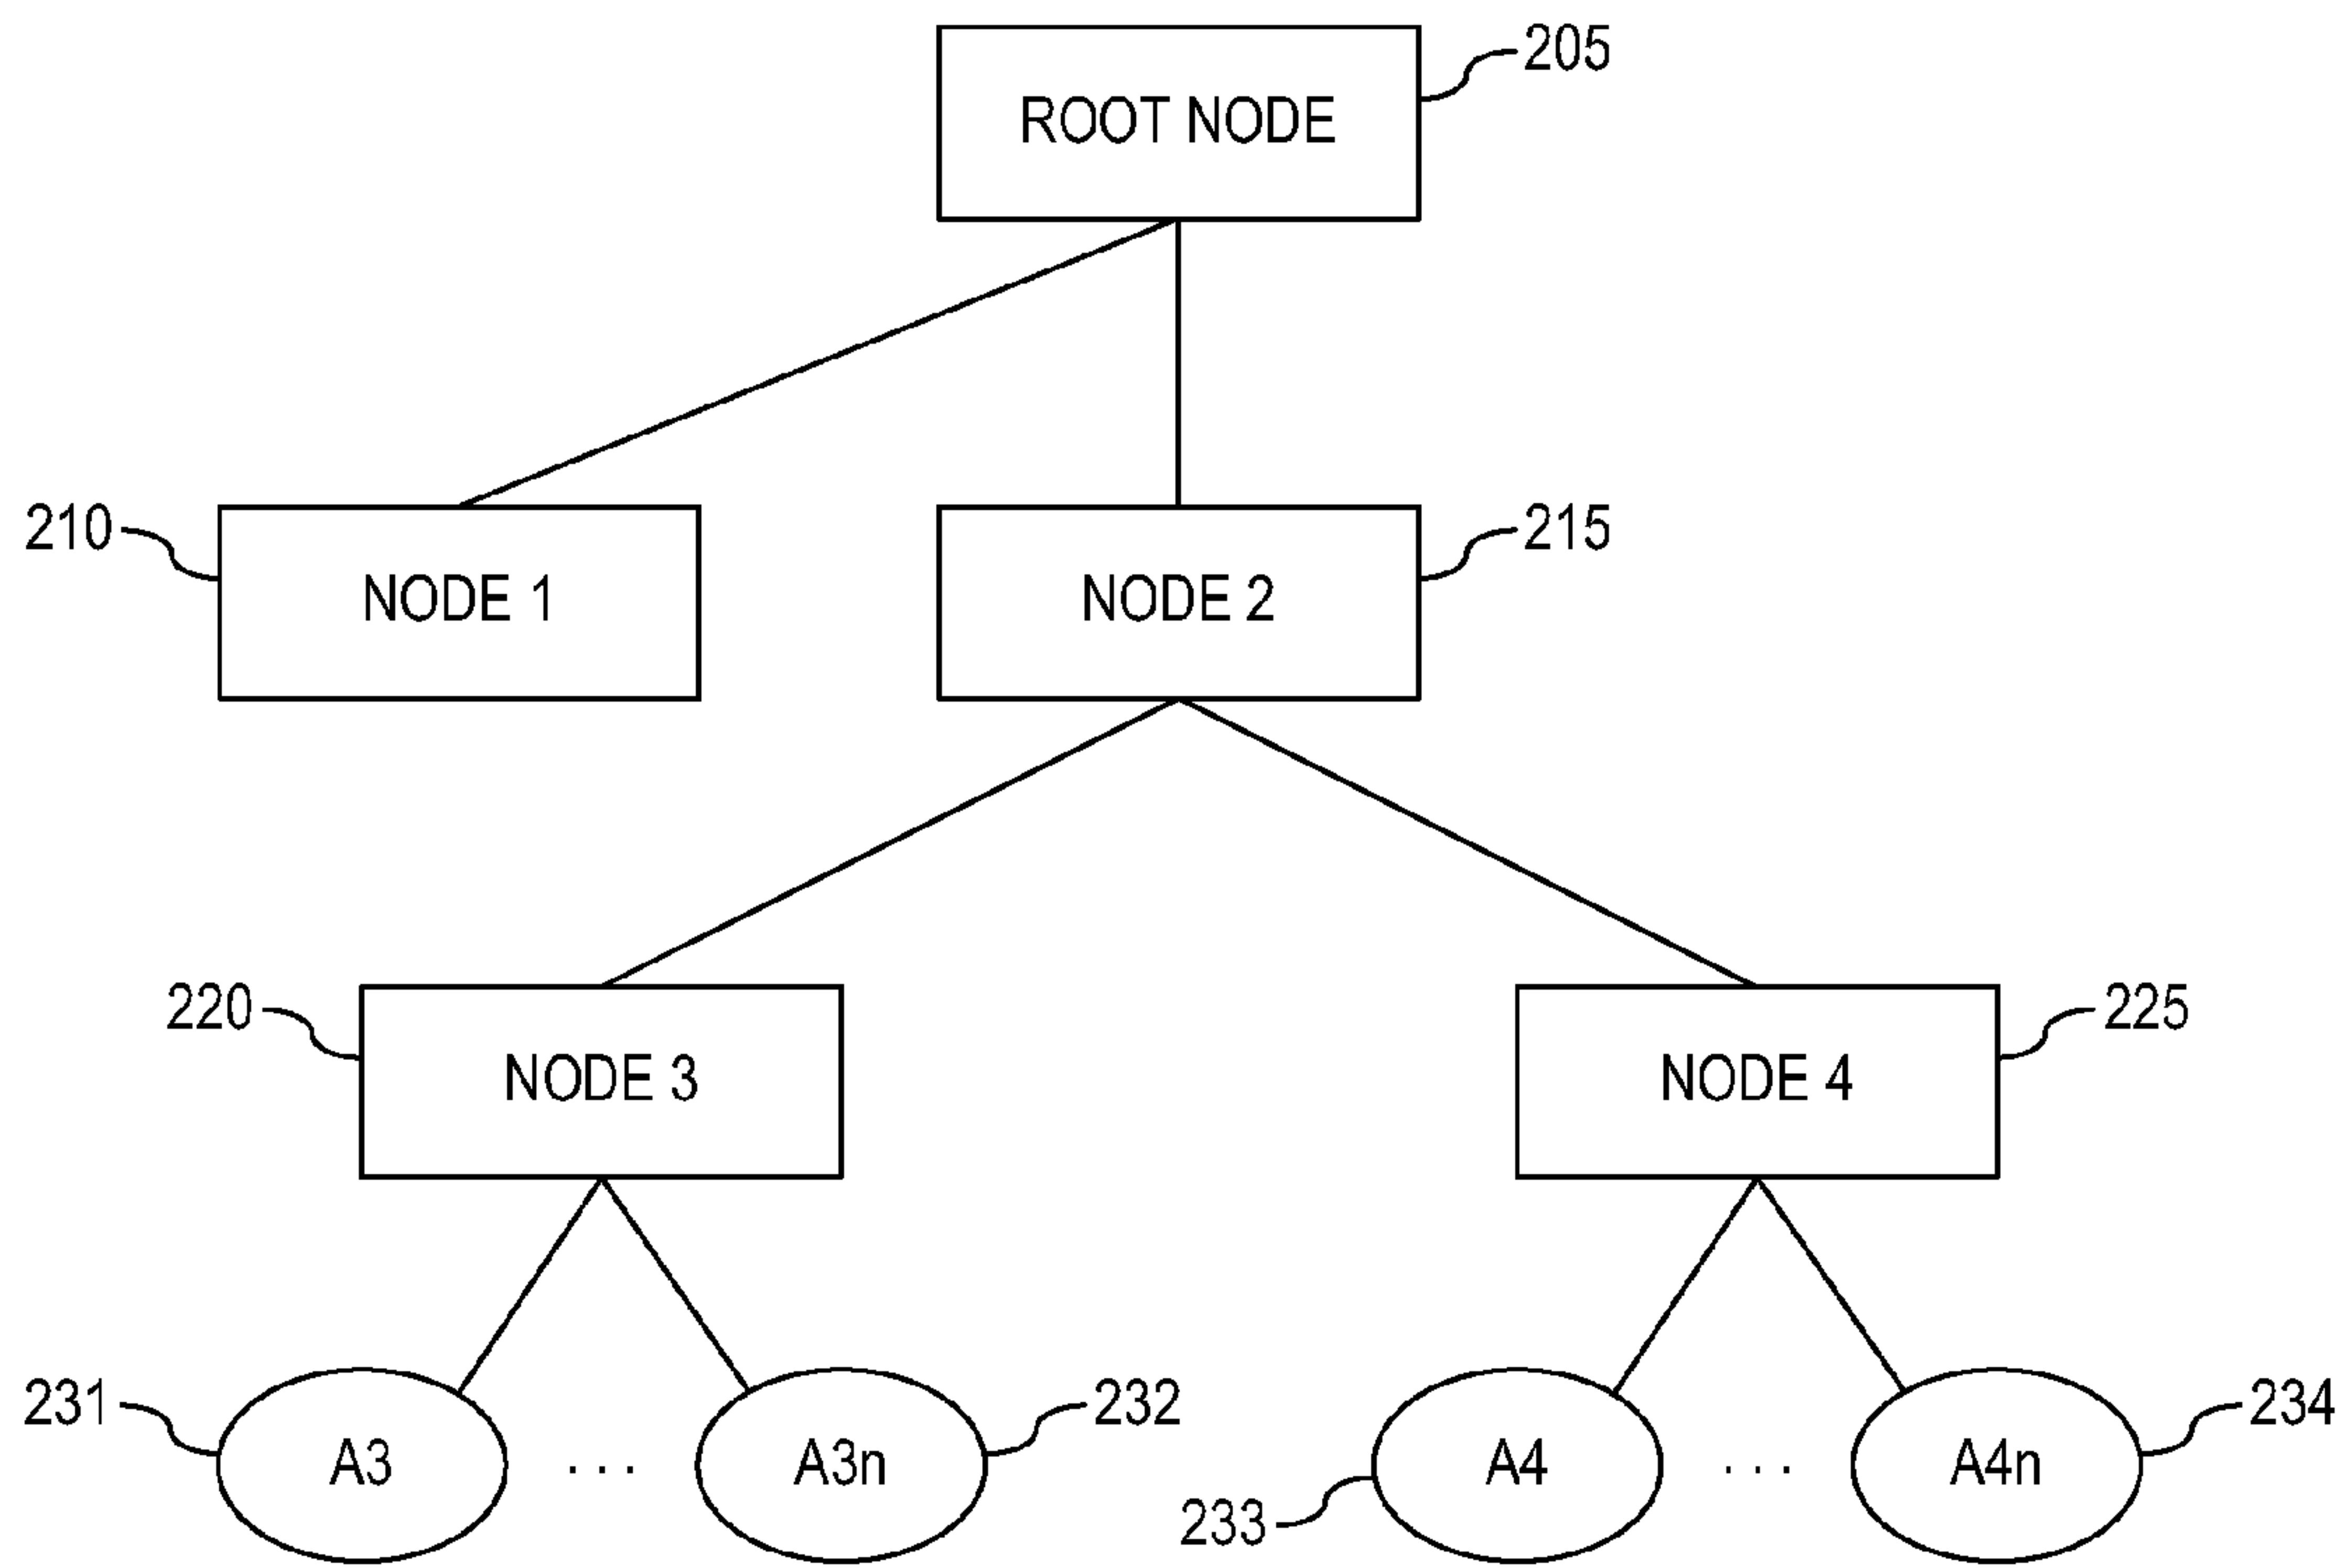 205
ROOT NODE
210
215
NODE 1
NODE 2
220
225
NODE 3
NODE 4
231
232
234
A3
...
A3n
A4
...
A4n
233